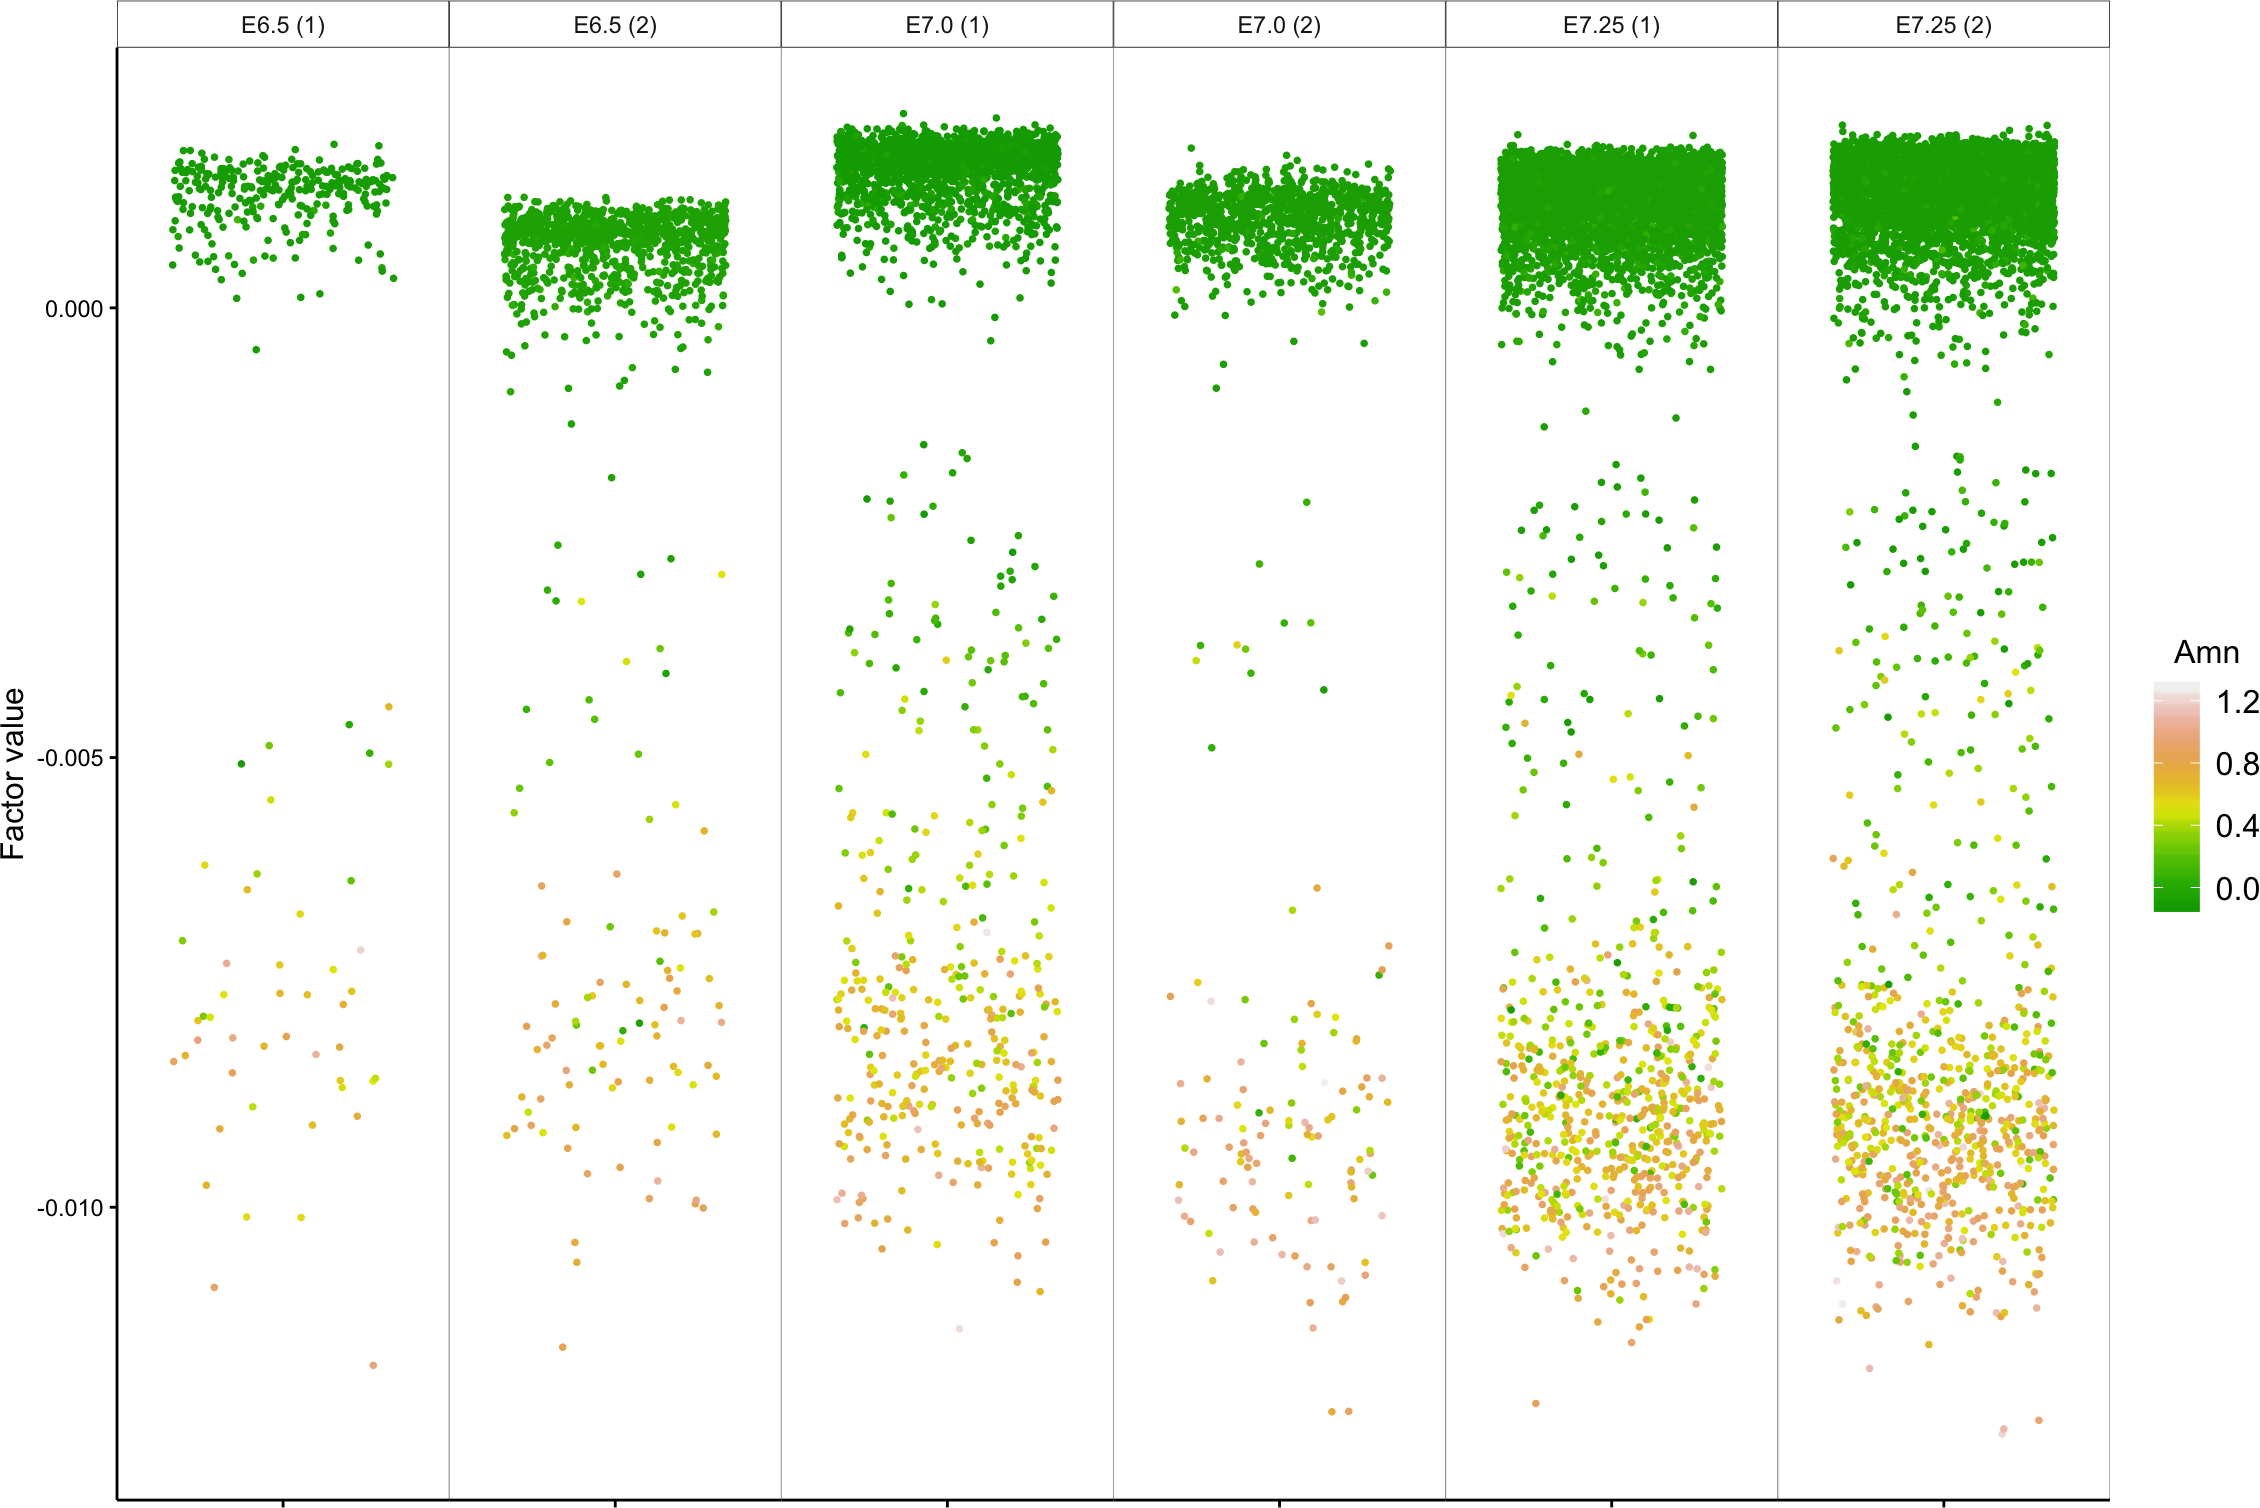 E6.5 (1)
E6.5 (2)
E7.0 (1)
E7.0 (2)
E7.25 (1)
E7.25 (2)
Factor value
0.000
-0.005
-0.010
Amn
1.2
0.8
0.4
0.0